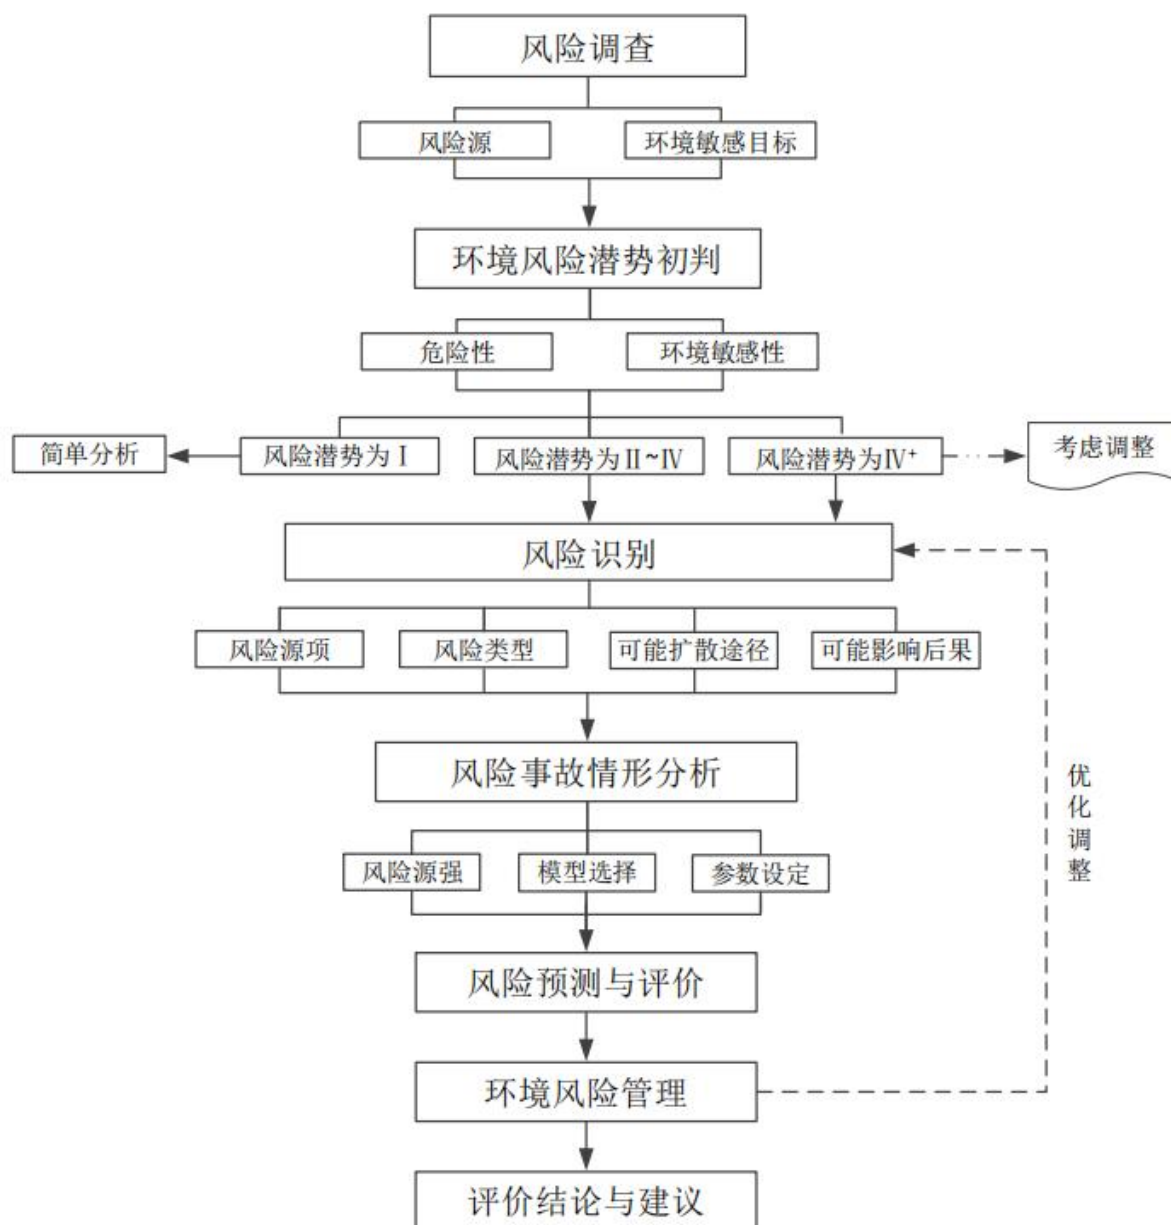 风险调查
风险源
环境敏感目标
环境风险潜势初判
危险性
环境敏感性
简单分析
风险潜势为Ⅰ
风险潜势为Ⅱ~Ⅳ
风险潜势为Ⅳ⁺
考虑调整
风险识别
风险源项
风险类型
可能扩散途径
可能影响后果
风险事故情形分析
优
化
调
整
风险源强
模型选择
参数设定
风险预测与评价
环境风险管理
评价结论与建议